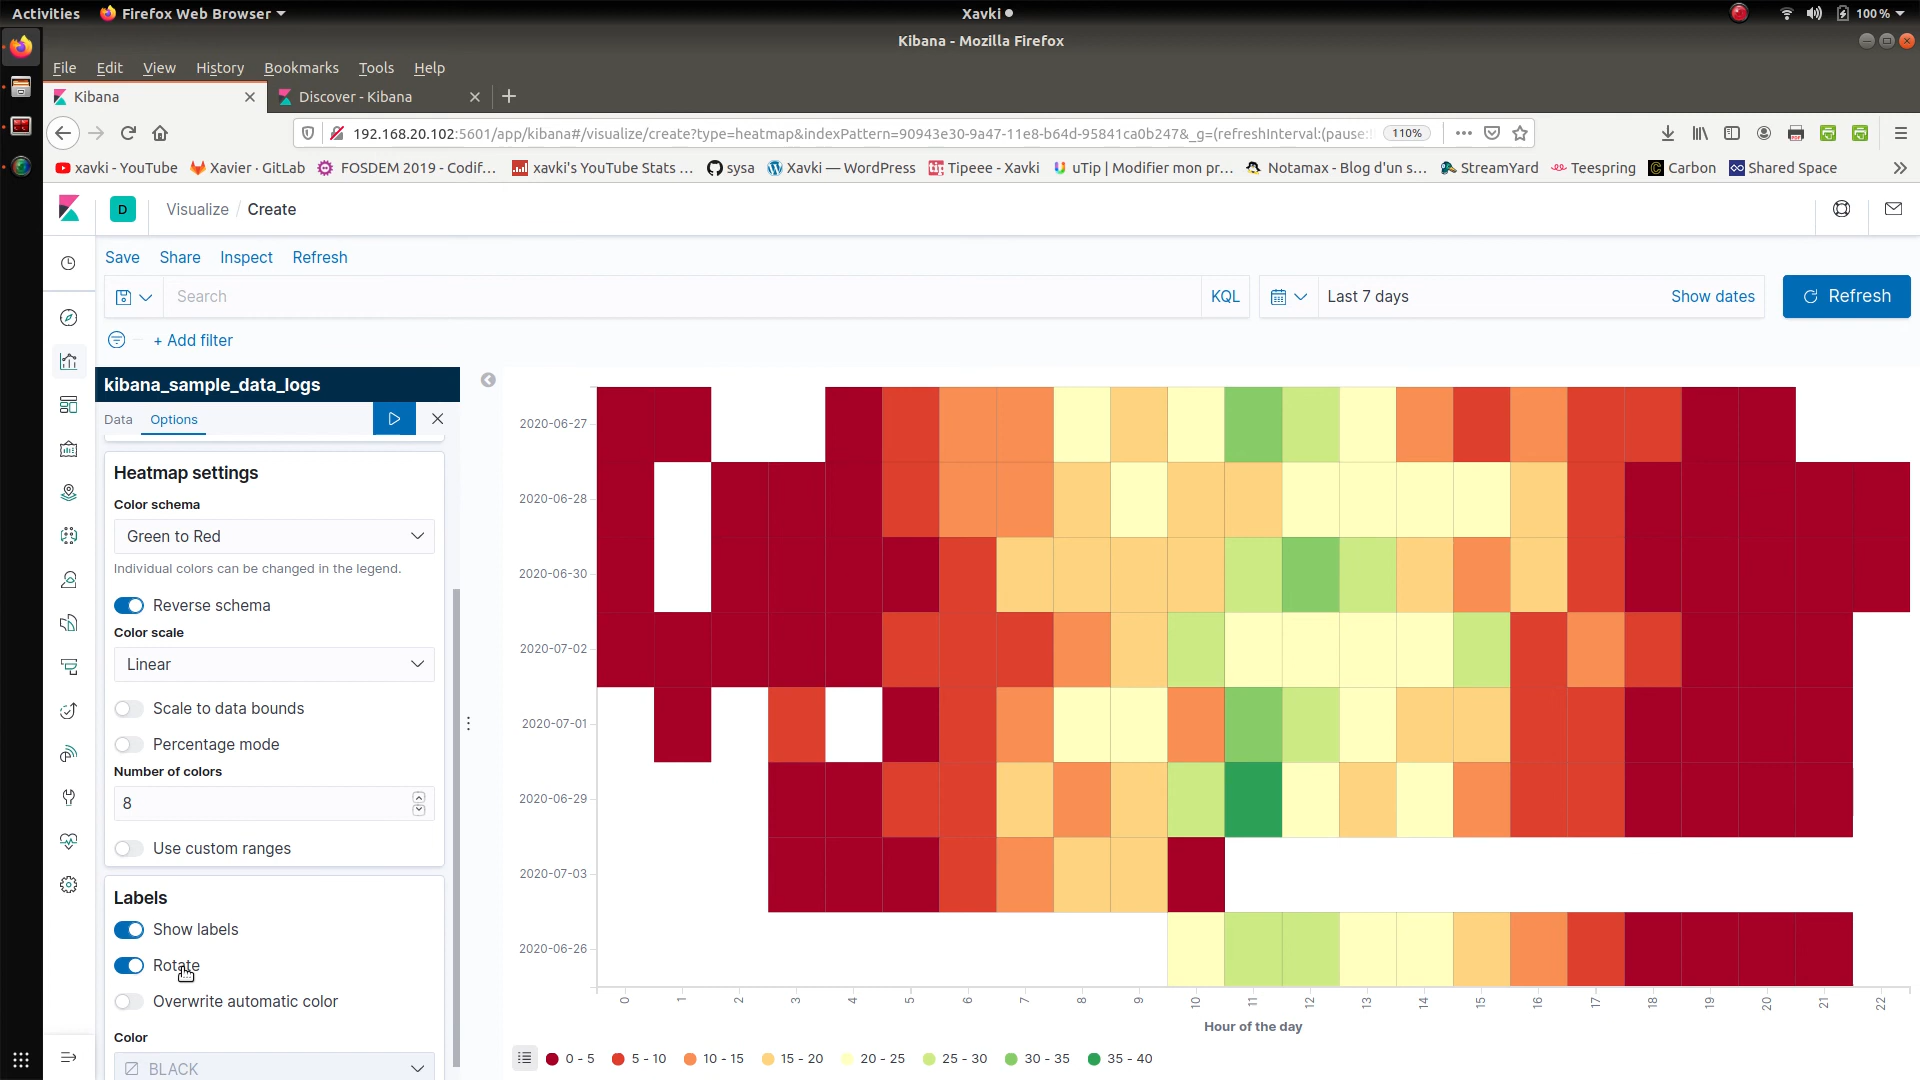 Activities Firefox Web Browser Xavki 100 %
Kibana - Mozilla Firefox
File Edit View History Bookmarks Tools Help
Kibana Discover - Kibana
192.168.20.102:5601/app/kibana#/visualize/create?type=heatmap&indexPattern=90943e30-9a47-11e8-b64d-95841ca0b247&_g=(refreshInterval:(pause: 110%
xavki - YouTube Xavier · GitLab FOSDEM 2019 - Codif... xavki's YouTube Stats ... sysa Xavki — WordPress Tipeee - Xavki uTip | Modifier mon pr... Notamax - Blog d'un s... StreamYard Teespring Carbon Shared Space
D Visualize / Create
Save Share Inspect Refresh
Search KQL Last 7 days Show dates Refresh
+ Add filter
kibana_sample_data_logs
Data Options
Heatmap settings
Color schema
Green to Red
Individual colors can be changed in the legend.
Reverse schema
Color scale
Linear
Scale to data bounds
Percentage mode
Number of colors
8
Use custom ranges
Labels
Show labels
Rotate
Overwrite automatic color
Color
BLACK
2020-06-27
2020-06-28
2020-06-30
2020-07-02
2020-07-01
2020-06-29
2020-07-03
2020-06-26
0 1 2 3 4 5 6 7 8 9 10 11 12 13 14 15 16 17 18 19 20 21 22
Hour of the day
0 - 5 5 - 10 10 - 15 15 - 20 20 - 25 25 - 30 30 - 35 35 - 40